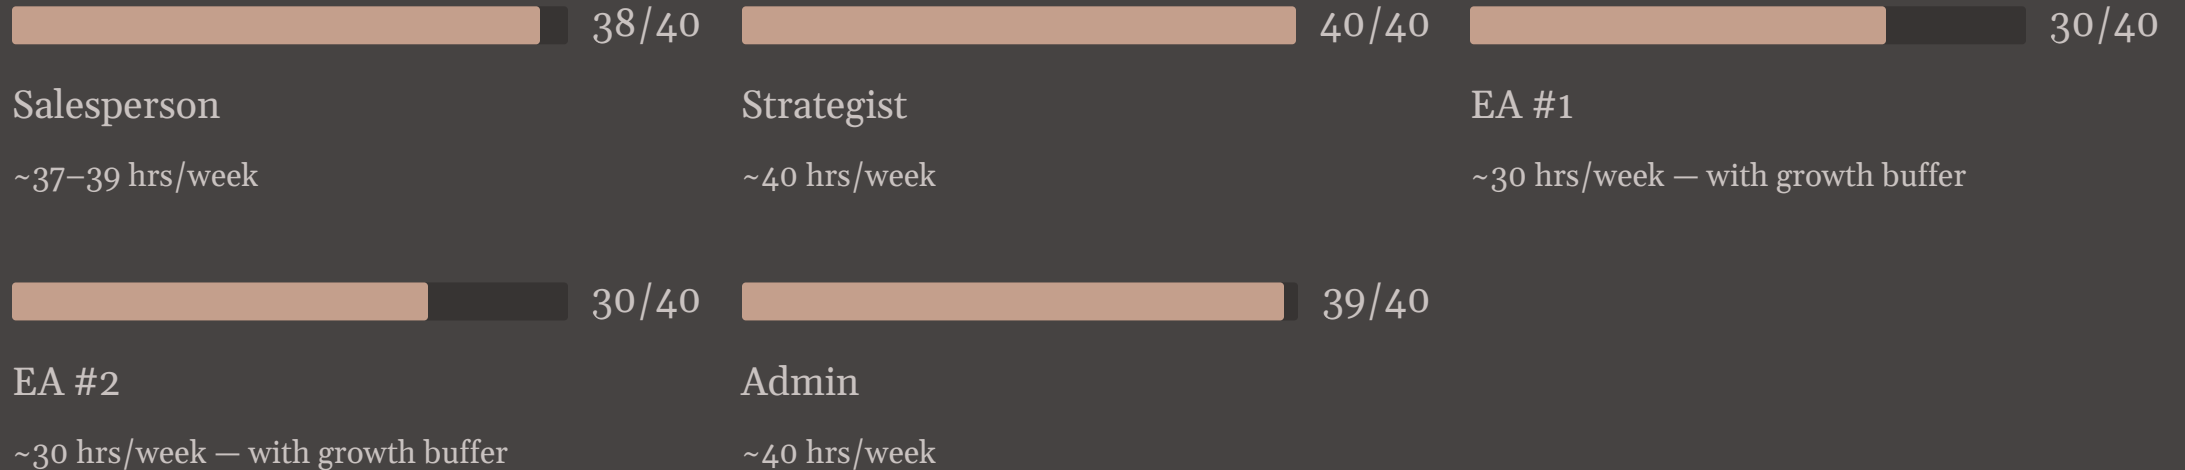 38/40
40/40
30/40
Salesperson
Strategist
EA #1
~37–39 hrs/week
~40 hrs/week
~30 hrs/week — with growth buffer
30/40
39/40
EA #2
Admin
~30 hrs/week — with growth buffer
~40 hrs/week